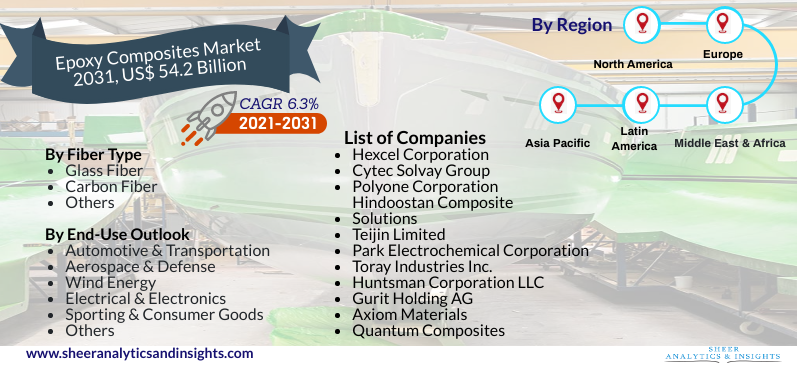 Epoxy Composites Market
2031, US$ 54.2 Billion
CAGR 6.3%
2021-2031
By Region
North America
Europe
Asia Pacific
Latin
America
Middle East & Africa
By Fiber Type
• Glass Fiber
• Carbon Fiber
• Others
By End-Use Outlook
• Automotive & Transportation
• Aerospace & Defense
• Wind Energy
• Electrical & Electronics
• Sporting & Consumer Goods
• Others
List of Companies
• Hexcel Corporation
• Cytec Solvay Group
• Polyone Corporation
Hindoostan Composite
• Solutions
• Teijin Limited
• Park Electrochemical Corporation
• Toray Industries Inc.
• Huntsman Corporation LLC
• Gurit Holding AG
• Axiom Materials
• Quantum Composites
www.sheeranalyticsandinsights.com
SHEER
ANALYTICS & INSIGHTS